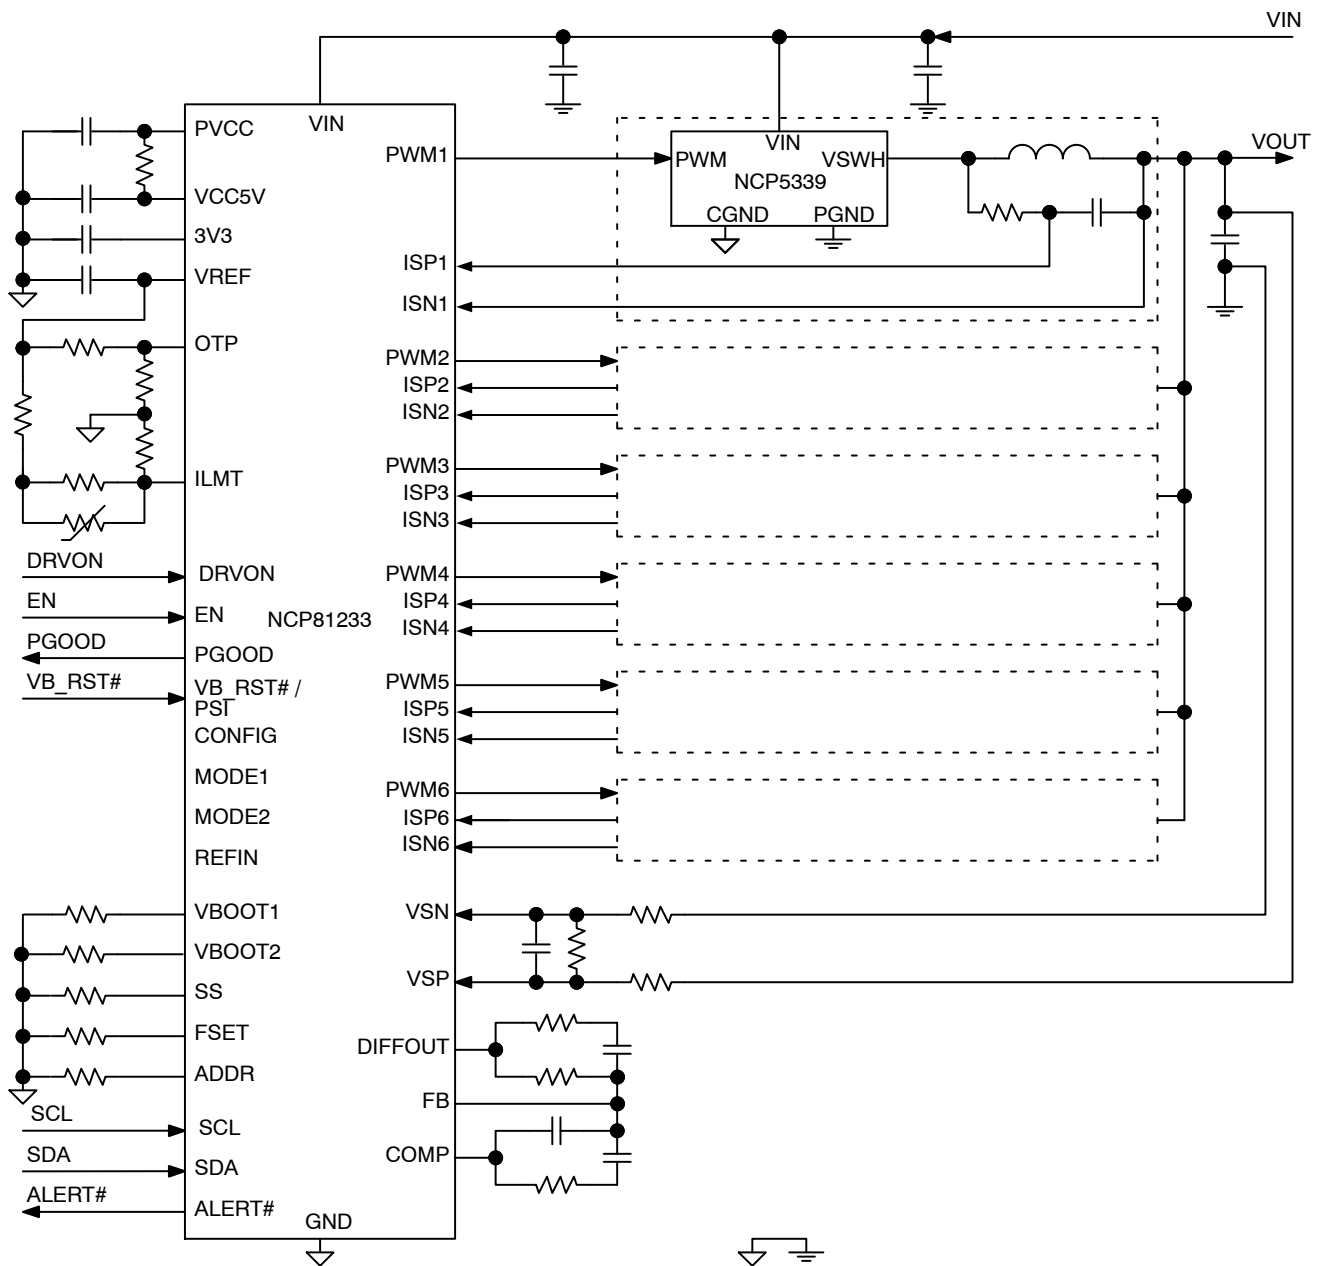 VIN
VIN
PVCC
PWM1
PWM
VIN
VSWH
VOUT
NCP5339
VCC5V
CGND
PGND
3V3
ISP1
VREF
ISN1
OTP
PWM2
ISP2
ISN2
PWM3
ILMT
ISP3
ISN3
DRVON
DRVON
PWM4
EN
EN
ISP4
NCP81233
ISN4
PGOOD
PGOOD
VB_RST#
VB_RST# /
PSI
PWM5
ISP5
CONFIG
ISN5
MODE1
PWM6
MODE2
ISP6
ISN6
REFIN
VBOOT1
VSN
VBOOT2
VSP
SS
FSET
DIFFOUT
ADDR
FB
SCL
SCL
COMP
SDA
SDA
ALERT#
ALERT#
GND